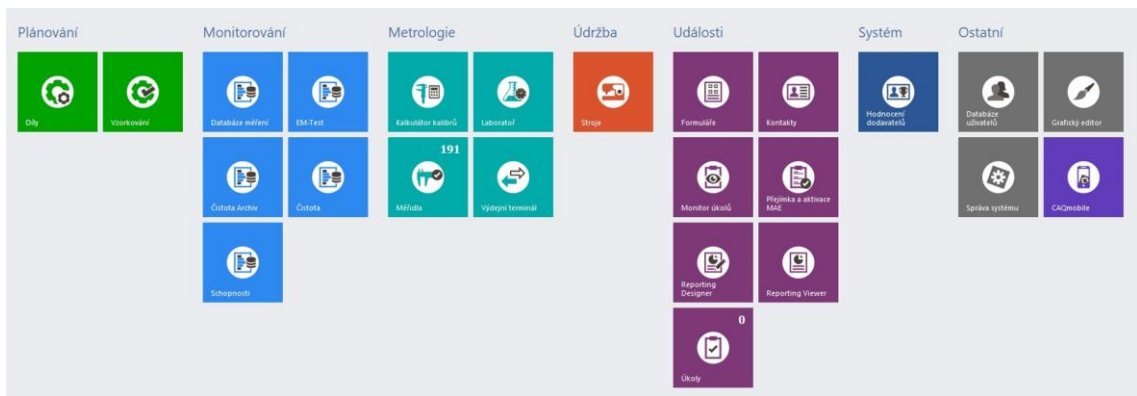 Plánování
Díly
Vzorkování
Monitorování
Databáze měření
EM-Test
Čistota Archiv
Čistota
Schopnosti
Metrologie
Kalkulátor kalibrů
Laboratoř
191
Měřidla
Výdejní terminál
Údržba
Stroje
Události
Formuláře
Kontakty
Monitor úkolů
Přejímka a aktivace
MAE
Reporting
Designer
Reporting Viewer
0
Úkoly
Systém
Hodnocení
dodavatelů
Ostatní
Databáze
uživatelů
Grafický editor
Správa systému
CAQmobile